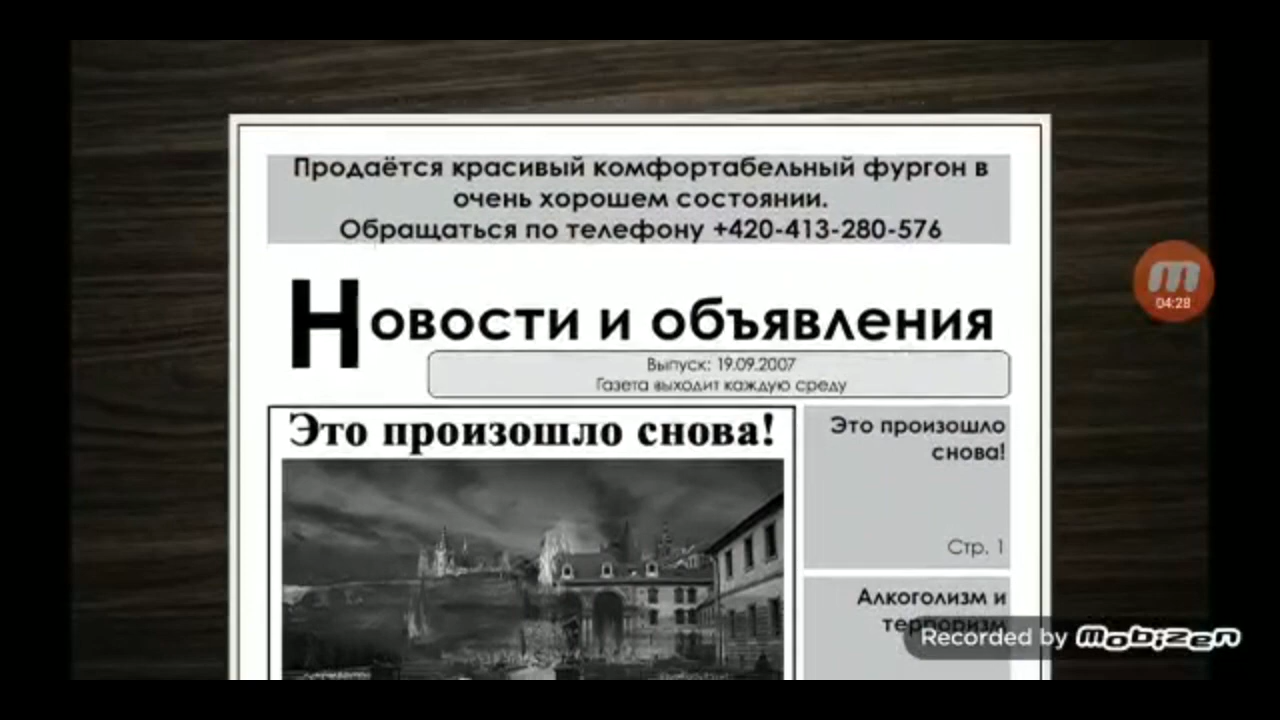 Продаётся красивый комфортабельный фургон в
очень хорошем состоянии.
Обращаться по телефону +420-413-280-576
Новости и объявления
Выпуск: 19.09.2007
Газета выходит каждую среду
Это произошло снова!
Это произошло
снова!
Стр. 1
Алкоголизм и
терроризм
04:28
Recorded by mobizen